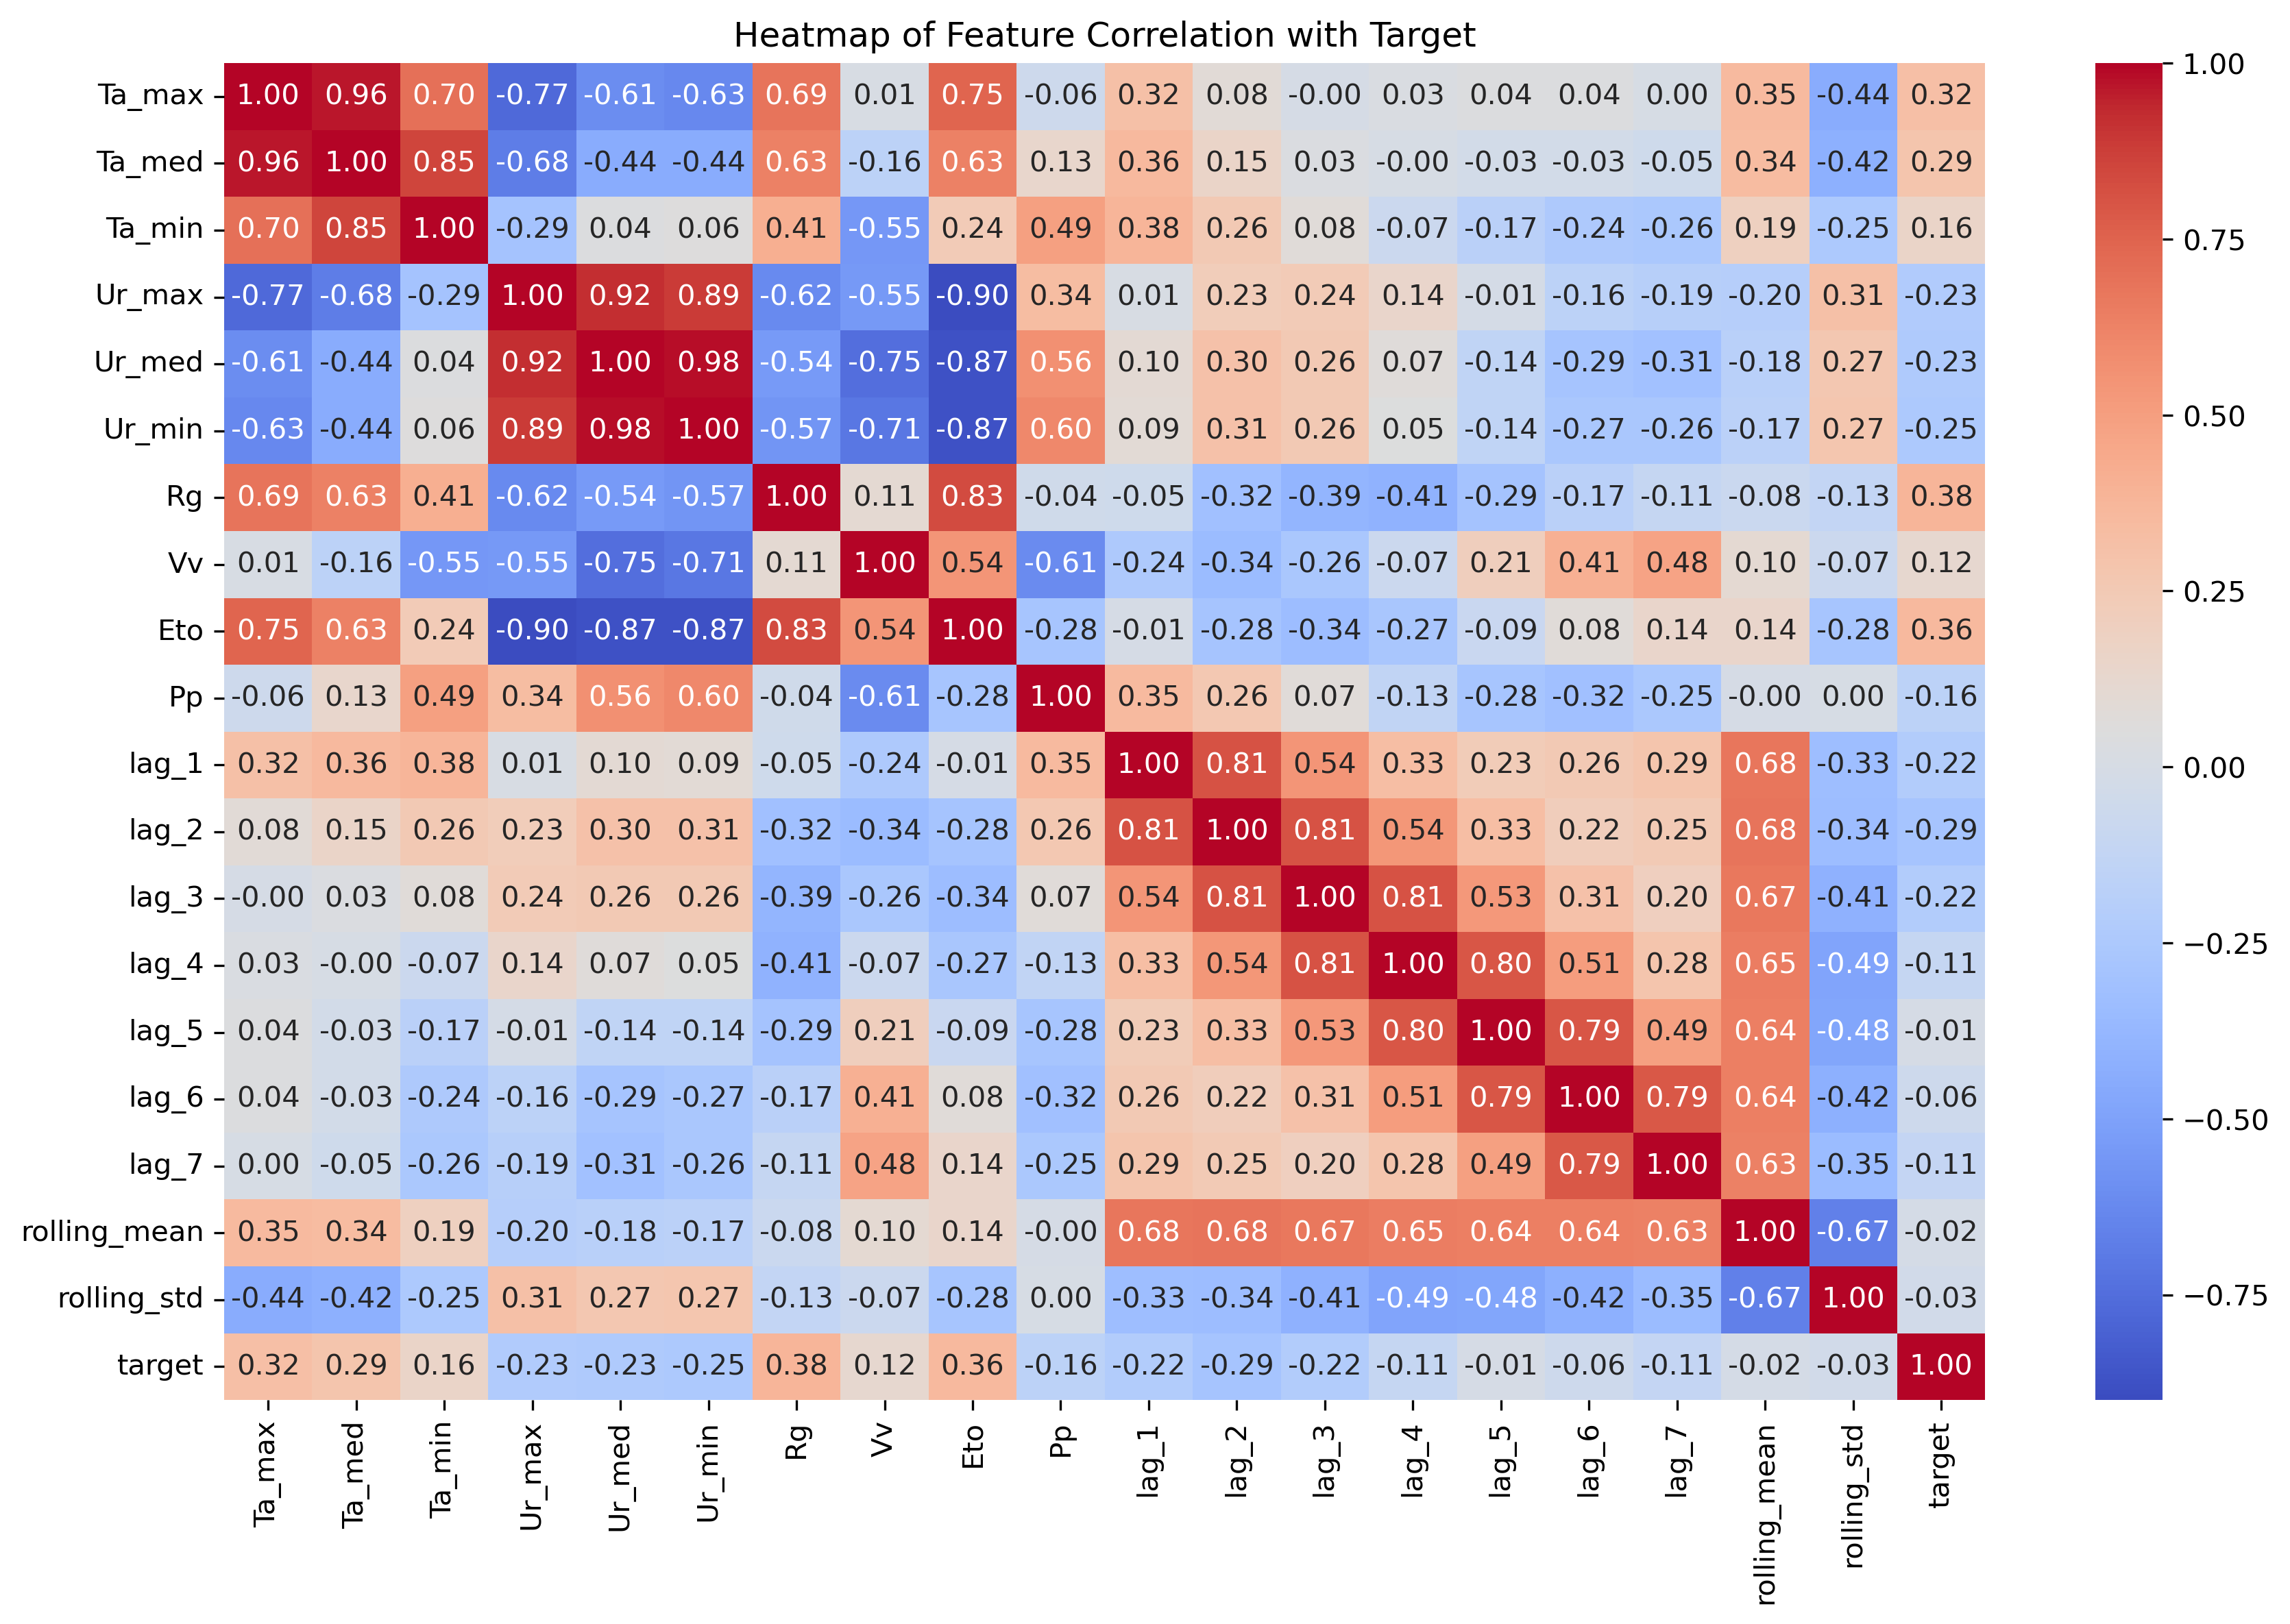 Heatmap of Feature Correlation with Target
Ta_max 1.00 0.96 0.70 -0.77 -0.61 -0.63 0.69 0.01 0.75 -0.06 0.32 0.08 -0.00 0.03 0.04 0.04 0.00 0.35 -0.44 0.32
Ta_med 0.96 1.00 0.85 -0.68 -0.44 -0.44 0.63 -0.16 0.63 0.13 0.36 0.15 0.03 -0.00 -0.03 -0.03 -0.05 0.34 -0.42 0.29
Ta_min 0.70 0.85 1.00 -0.29 0.04 0.06 0.41 -0.55 0.24 0.49 0.38 0.26 0.08 -0.07 -0.17 -0.24 -0.26 0.19 -0.25 0.16
Ur_max -0.77 -0.68 -0.29 1.00 0.92 0.89 -0.62 -0.55 -0.90 0.34 0.01 0.23 0.24 0.14 -0.01 -0.16 -0.19 -0.20 0.31 -0.23
Ur_med -0.61 -0.44 0.04 0.92 1.00 0.98 -0.54 -0.75 -0.87 0.56 0.10 0.30 0.26 0.07 -0.14 -0.29 -0.31 -0.18 0.27 -0.23
Ur_min -0.63 -0.44 0.06 0.89 0.98 1.00 -0.57 -0.71 -0.87 0.60 0.09 0.31 0.26 0.05 -0.14 -0.27 -0.26 -0.17 0.27 -0.25
Rg 0.69 0.63 0.41 -0.62 -0.54 -0.57 1.00 0.11 0.83 -0.04 -0.05 -0.32 -0.39 -0.41 -0.29 -0.17 -0.11 -0.08 -0.13 0.38
Vv 0.01 -0.16 -0.55 -0.55 -0.75 -0.71 0.11 1.00 0.54 -0.61 -0.24 -0.34 -0.26 -0.07 0.21 0.41 0.48 0.10 -0.07 0.12
Eto 0.75 0.63 0.24 -0.90 -0.87 -0.87 0.83 0.54 1.00 -0.28 -0.01 -0.28 -0.34 -0.27 -0.09 0.08 0.14 0.14 -0.28 0.36
Pp -0.06 0.13 0.49 0.34 0.56 0.60 -0.04 -0.61 -0.28 1.00 0.35 0.26 0.07 -0.13 -0.28 -0.32 -0.25 -0.00 0.00 -0.16
lag_1 0.32 0.36 0.38 0.01 0.10 0.09 -0.05 -0.24 -0.01 0.35 1.00 0.81 0.54 0.33 0.23 0.26 0.29 0.68 -0.33 -0.22
lag_2 0.08 0.15 0.26 0.23 0.30 0.31 -0.32 -0.34 -0.28 0.26 0.81 1.00 0.81 0.54 0.33 0.22 0.25 0.68 -0.34 -0.29
lag_3 -0.00 0.03 0.08 0.24 0.26 0.26 -0.39 -0.26 -0.34 0.07 0.54 0.81 1.00 0.81 0.53 0.31 0.20 0.67 -0.41 -0.22
lag_4 0.03 -0.00 -0.07 0.14 0.07 0.05 -0.41 -0.07 -0.27 -0.13 0.33 0.54 0.81 1.00 0.80 0.51 0.28 0.65 -0.49 -0.11
lag_5 0.04 -0.03 -0.17 -0.01 -0.14 -0.14 -0.29 0.21 -0.09 -0.28 0.23 0.33 0.53 0.80 1.00 0.79 0.49 0.64 -0.48 -0.01
lag_6 0.04 -0.03 -0.24 -0.16 -0.29 -0.27 -0.17 0.41 0.08 -0.32 0.26 0.22 0.31 0.51 0.79 1.00 0.79 0.64 -0.42 -0.06
lag_7 0.00 -0.05 -0.26 -0.19 -0.31 -0.26 -0.11 0.48 0.14 -0.25 0.29 0.25 0.20 0.28 0.49 0.79 1.00 0.63 -0.35 -0.11
rolling_mean 0.35 0.34 0.19 -0.20 -0.18 -0.17 -0.08 0.10 0.14 -0.00 0.68 0.68 0.67 0.65 0.64 0.64 0.63 1.00 -0.67 -0.02
rolling_std -0.44 -0.42 -0.25 0.31 0.27 0.27 -0.13 -0.07 -0.28 0.00 -0.33 -0.34 -0.41 -0.49 -0.48 -0.42 -0.35 -0.67 1.00 -0.03
target 0.32 0.29 0.16 -0.23 -0.23 -0.25 0.38 0.12 0.36 -0.16 -0.22 -0.29 -0.22 -0.11 -0.01 -0.06 -0.11 -0.02 -0.03 1.00
Ta_max Ta_med Ta_min Ur_max Ur_med Ur_min Rg Vv Eto Pp lag_1 lag_2 lag_3 lag_4 lag_5 lag_6 lag_7 rolling_mean rolling_std target
1.00
0.75
0.50
0.25
0.00
−0.25
−0.50
−0.75